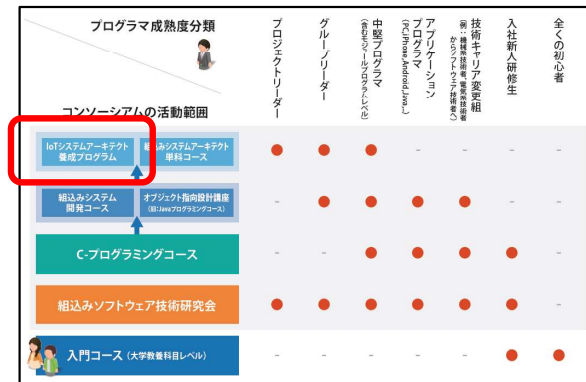 プログラマ成熟度分類
コンソーシアムの活動範囲
プロジェクトリーダー
グループリーダー
中堅プログラマ
(含むモジュールプログラムレベル)
アプリケーション
プログラマ
(PC,iPhone,Android,Java...)
技術キャリア変更組
(例:機械系技術者、電気系技術者
からソフトウェア技術者へ)
入社新人研修生
全くの初心者
IoTシステムアーキテクト
養成プログラム
組込みシステムアーキテクト
単科コース
● ● ● - - - -
組込みシステム
開発コース
オブジェクト指向設計講座
(旧:Javaプログラミングコース)
- ● ● ● ● - -
C-プログラミングコース
- - ● ● ● ● -
組込みソフトウェア技術研究会
● ● ● ● ● ● -
入門コース(大学教養科目レベル)
- - - - - ● ●